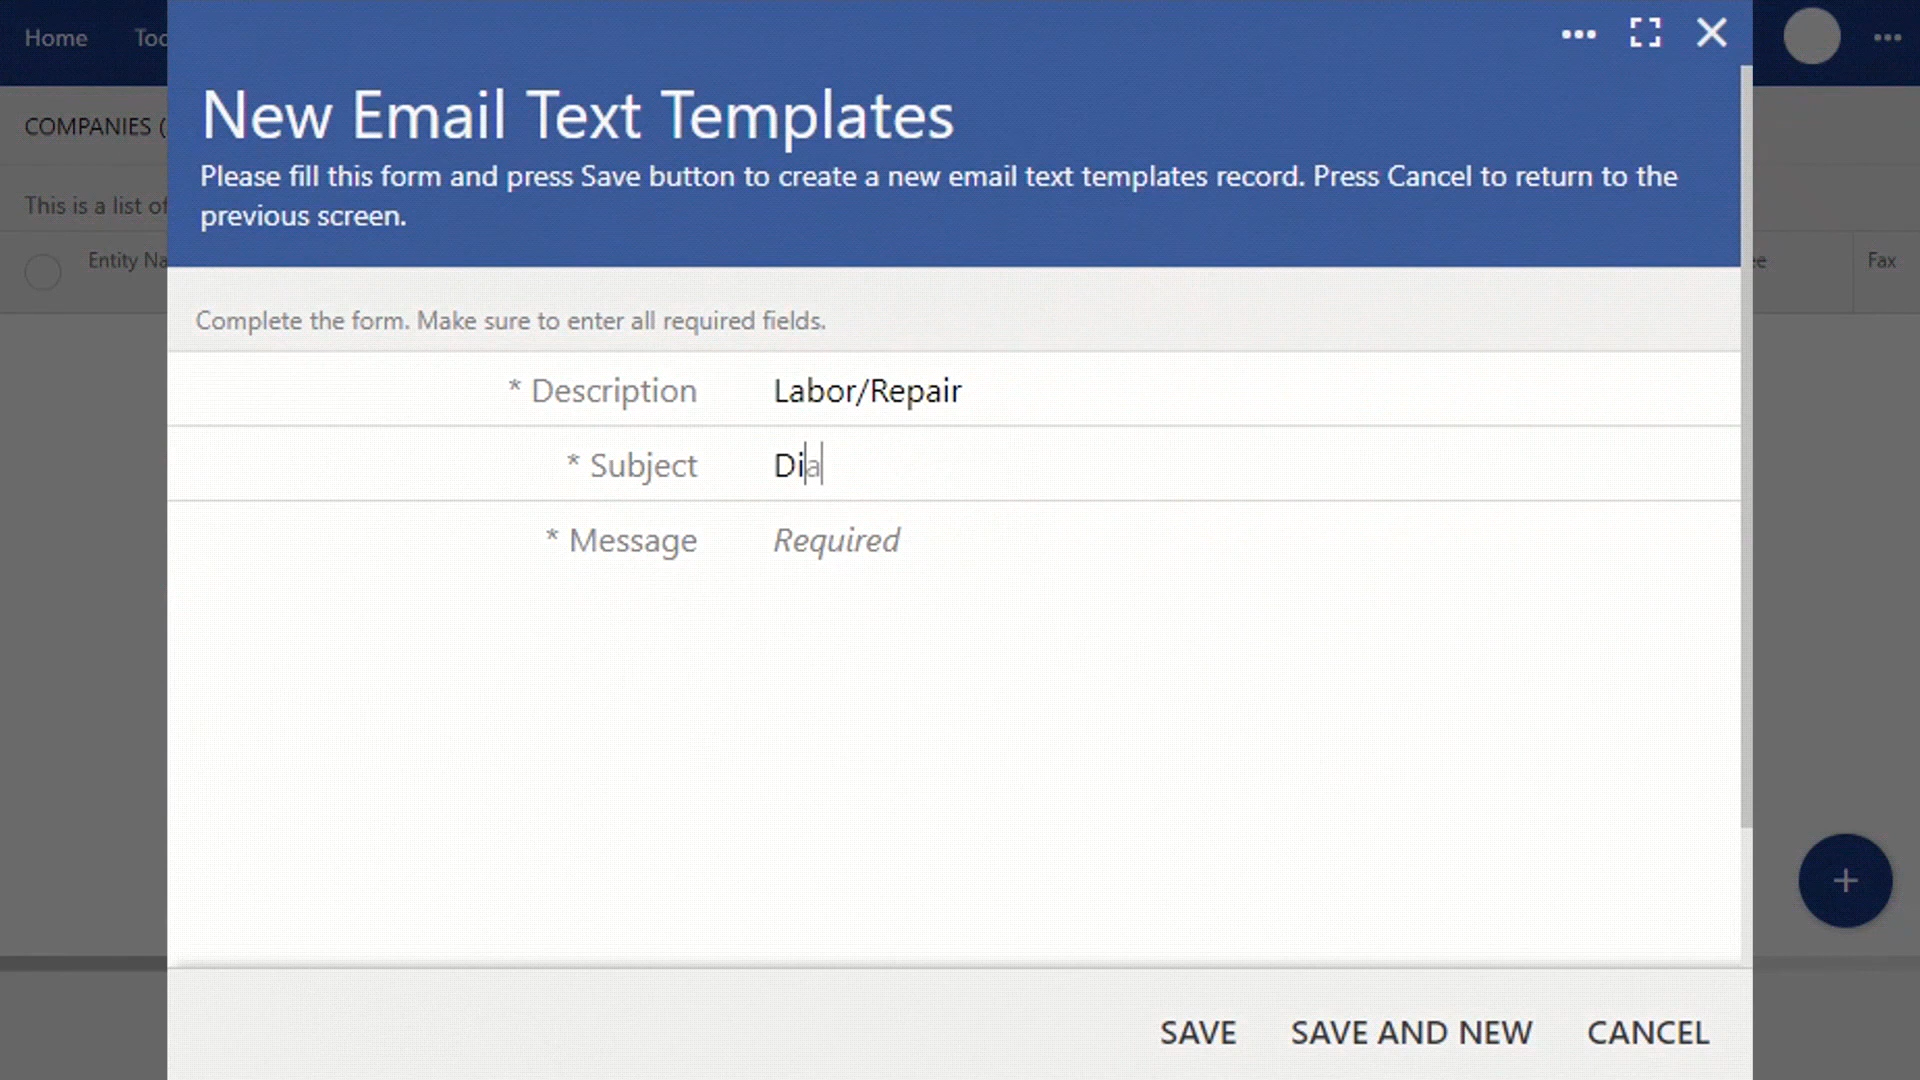 Home
COMPANIES (
This is a list of
Entity Na
Fax
New Email Text Templates
Please fill this form and press Save button to create a new email text templates record. Press Cancel to return to the
previous screen.
Complete the form. Make sure to enter all required fields.
* Description Labor/Repair
* Subject Dia
* Message Required
SAVE SAVE AND NEW CANCEL